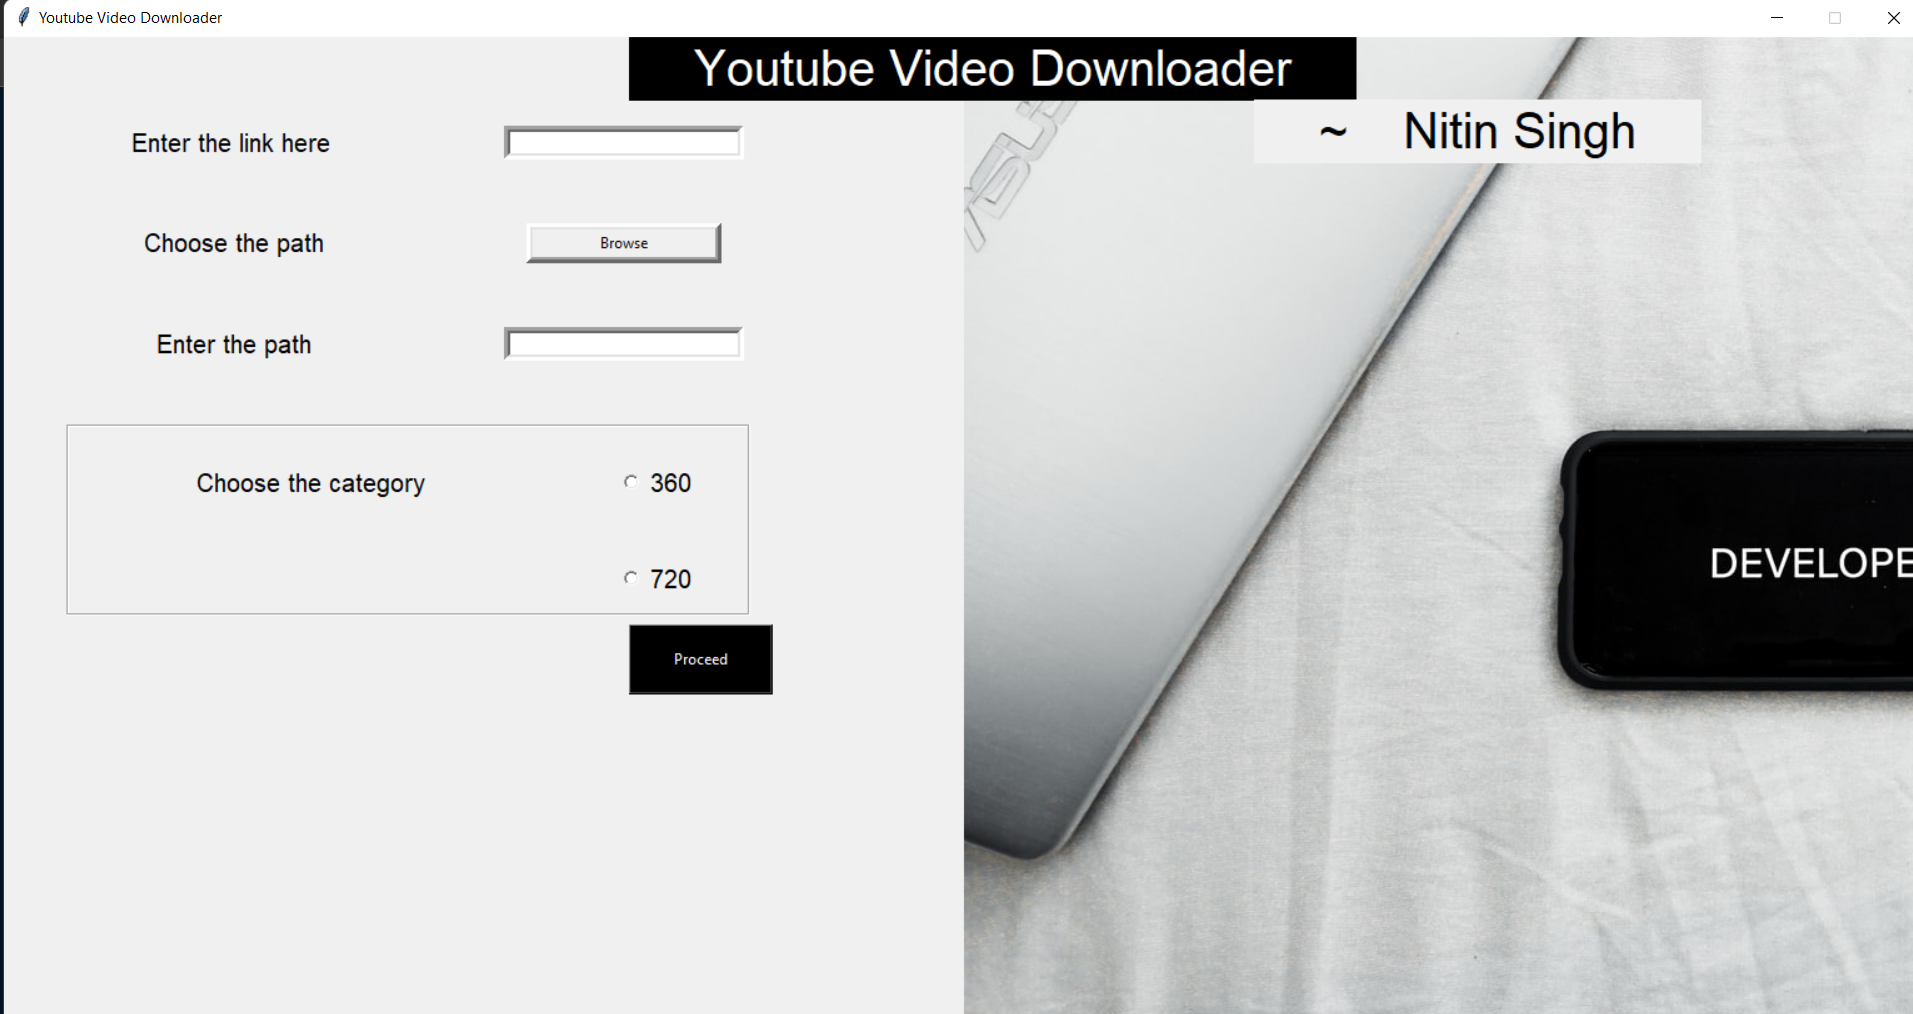 Youtube Video Downloader
Youtube Video Downloader
~ Nitin Singh
Enter the link here
Choose the path
Browse
Enter the path
Choose the category
360
720
Proceed
ASUS
DEVELOPE